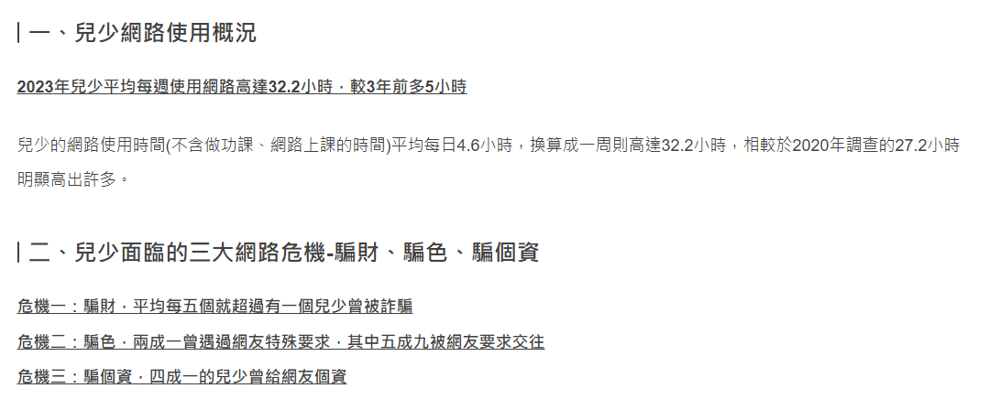 一、兒少網路使用概況
2023年兒少平均每週使用網路高達32.2小時，較3年前多5小時
兒少的網路使用時間(不含做功課、網路上課的時間)平均每日4.6小時，換算成一周則高達32.2小時，相較於2020年調查的27.2小時
明顯高出許多。
二、兒少面臨的三大網路危機-騙財、騙色、騙個資
危機一：騙財，平均每五個就超過有一個兒少曾被詐騙
危機二：騙色，兩成一曾遇過網友特殊要求，其中五成九被網友要求交往
危機三：騙個資，四成一的兒少曾給網友個資